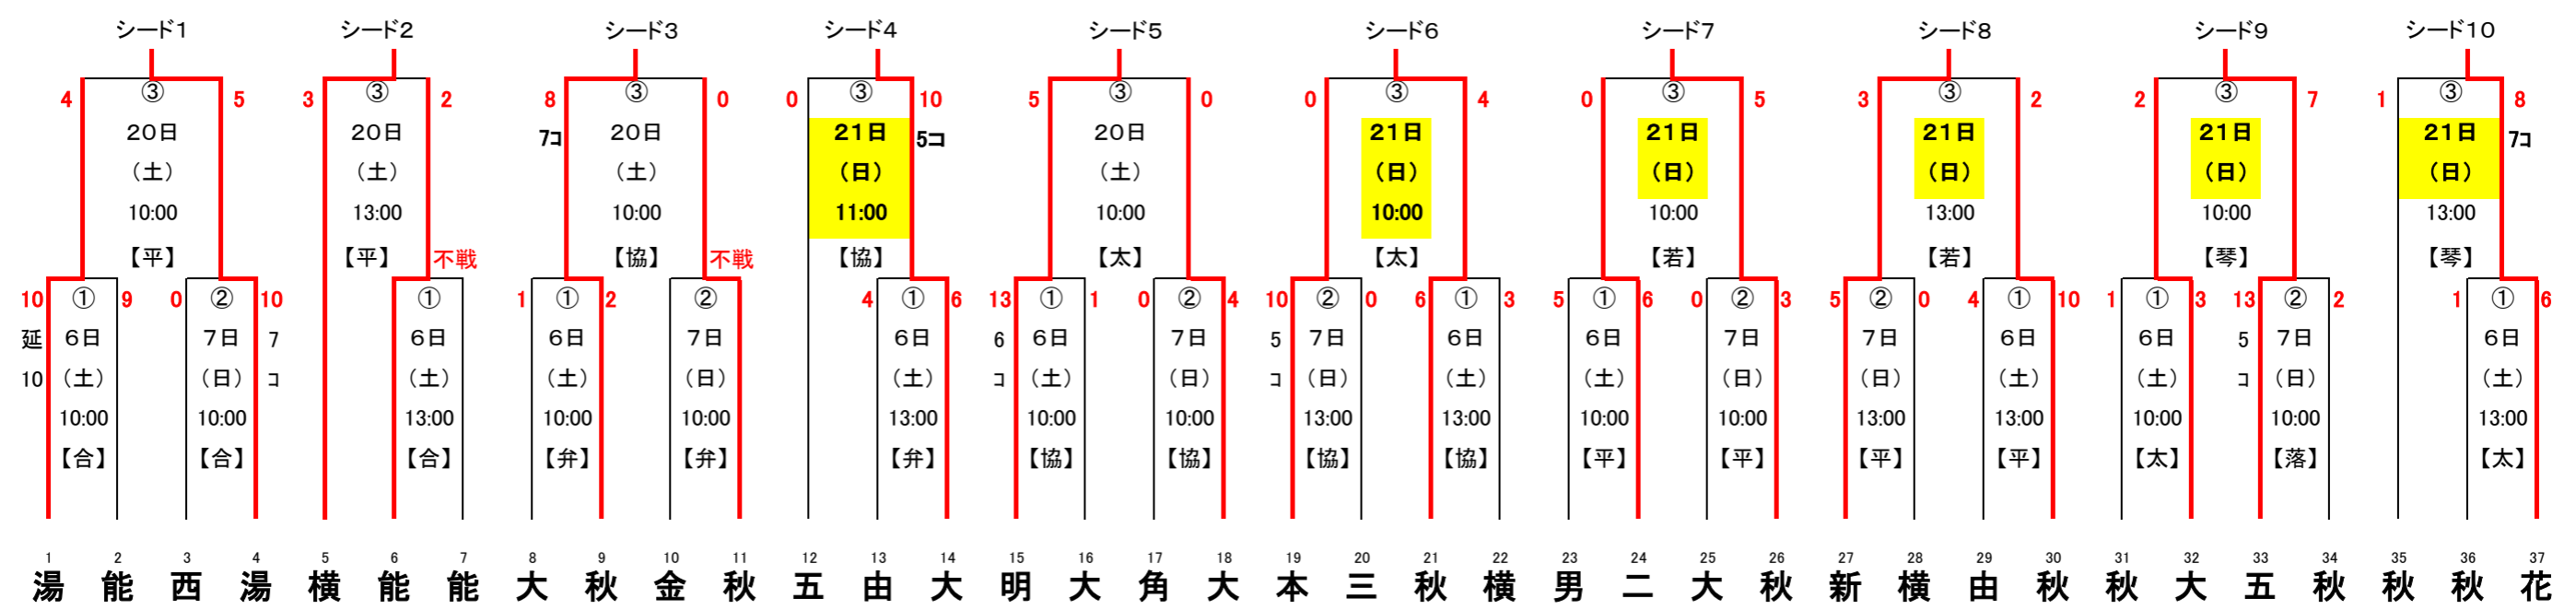 シード1 シード2 シード3 シード4 シード5 シード6 シード7 シード8 シード9 シード10
4 ③ 5 3 ③ 2 8 ③ 0 0 ③ 10 5 ③ 0 0 ③ 4 0 ③ 5 3 ③ 2 2 ③ 7 1 ③ 8
20日 20日 7コ 20日 21日 5コ 20日 21日 21日 21日 21日 21日 7コ
（土） （土） （土） （日） （土） （日） （日） （日） （日） （日）
10:00 13:00 10:00 11:00 10:00 10:00 10:00 13:00 10:00 13:00
【平】 【平】 不戦 【協】 不戦 【協】 【太】 【太】 【若】 【若】 【琴】 【琴】
10 ① 9 0 ② 10 ① 1 ① 2 ② 4 ① 6 13 ① 1 0 ② 4 10 ② 0 6 ① 3 5 ① 6 0 ② 3 5 ② 0 4 ① 10 1 ① 3 13 ② 2 1 ① 6
延 6日 7日 7 6日 6日 7日 6日 6 6日 7日 5 7日 6日 6日 7日 7日 6日 6日 5 7日 6日
10 （土） （日） コ （土） （土） （日） （土） コ （土） （日） コ （日） （土） （土） （日） （日） （土） （土） コ （日） （土）
10:00 10:00 13:00 10:00 10:00 13:00 10:00 10:00 13:00 13:00 10:00 10:00 13:00 13:00 10:00 10:00 13:00
【合】 【合】 【合】 【弁】 【弁】 【弁】 【協】 【協】 【協】 【協】 【平】 【平】 【平】 【平】 【太】 【落】 【太】
1 2 3 4 5 6 7 8 9 10 11 12 13 14 15 16 17 18 19 20 21 22 23 24 25 26 27 28 29 30 31 32 33 34 35 36 37
湯 能 西 湯 横 能 能 大 秋 金 秋 五 由 大 明 大 角 大 本 三 秋 横 男 二 大 秋 新 横 由 秋 秋 大 五 秋 秋 秋 花